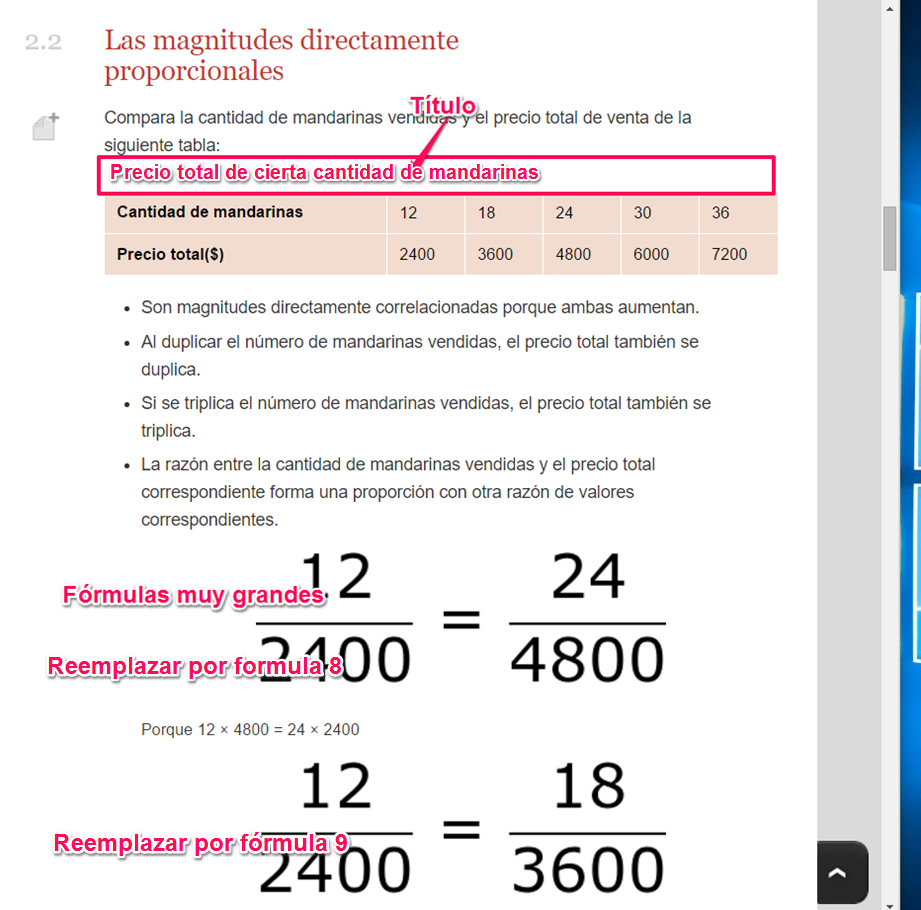 2.2 Las magnitudes directamente
proporcionales
Título
Compara la cantidad de mandarinas vendidas y el precio total de venta de la
siguiente tabla:
Precio total de cierta cantidad de mandarinas
Cantidad de mandarinas 12 18 24 30 36
Precio total($) 2400 3600 4800 6000 7200
• Son magnitudes directamente correlacionadas porque ambas aumentan.
• Al duplicar el número de mandarinas vendidas, el precio total también se
duplica.
• Si se triplica el número de mandarinas vendidas, el precio total también se
triplica.
• La razón entre la cantidad de mandarinas vendidas y el precio total
correspondiente forma una proporción con otra razón de valores
correspondientes.
12 24
Fórmulas muy grandes
=
2400 4800
Reemplazar por formula 8
Porque 12 × 4800 = 24 × 2400
12 18
=
Reemplazar por fórmula 9
2400 3600